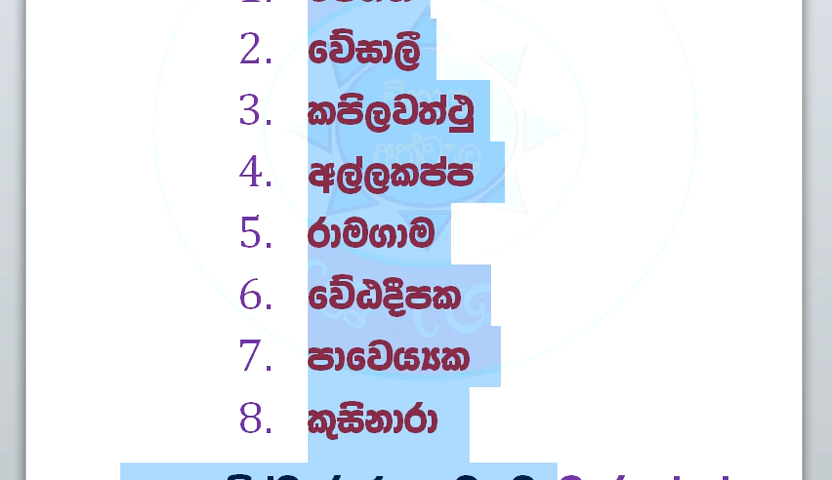 2. වේසාලී
3. කපිලවත්ථු
4. අල්ලකප්ප
5. රාමගාම
6. වේඨදීපක
7. පාවෙය්‍යක
8. කුසිනාරා